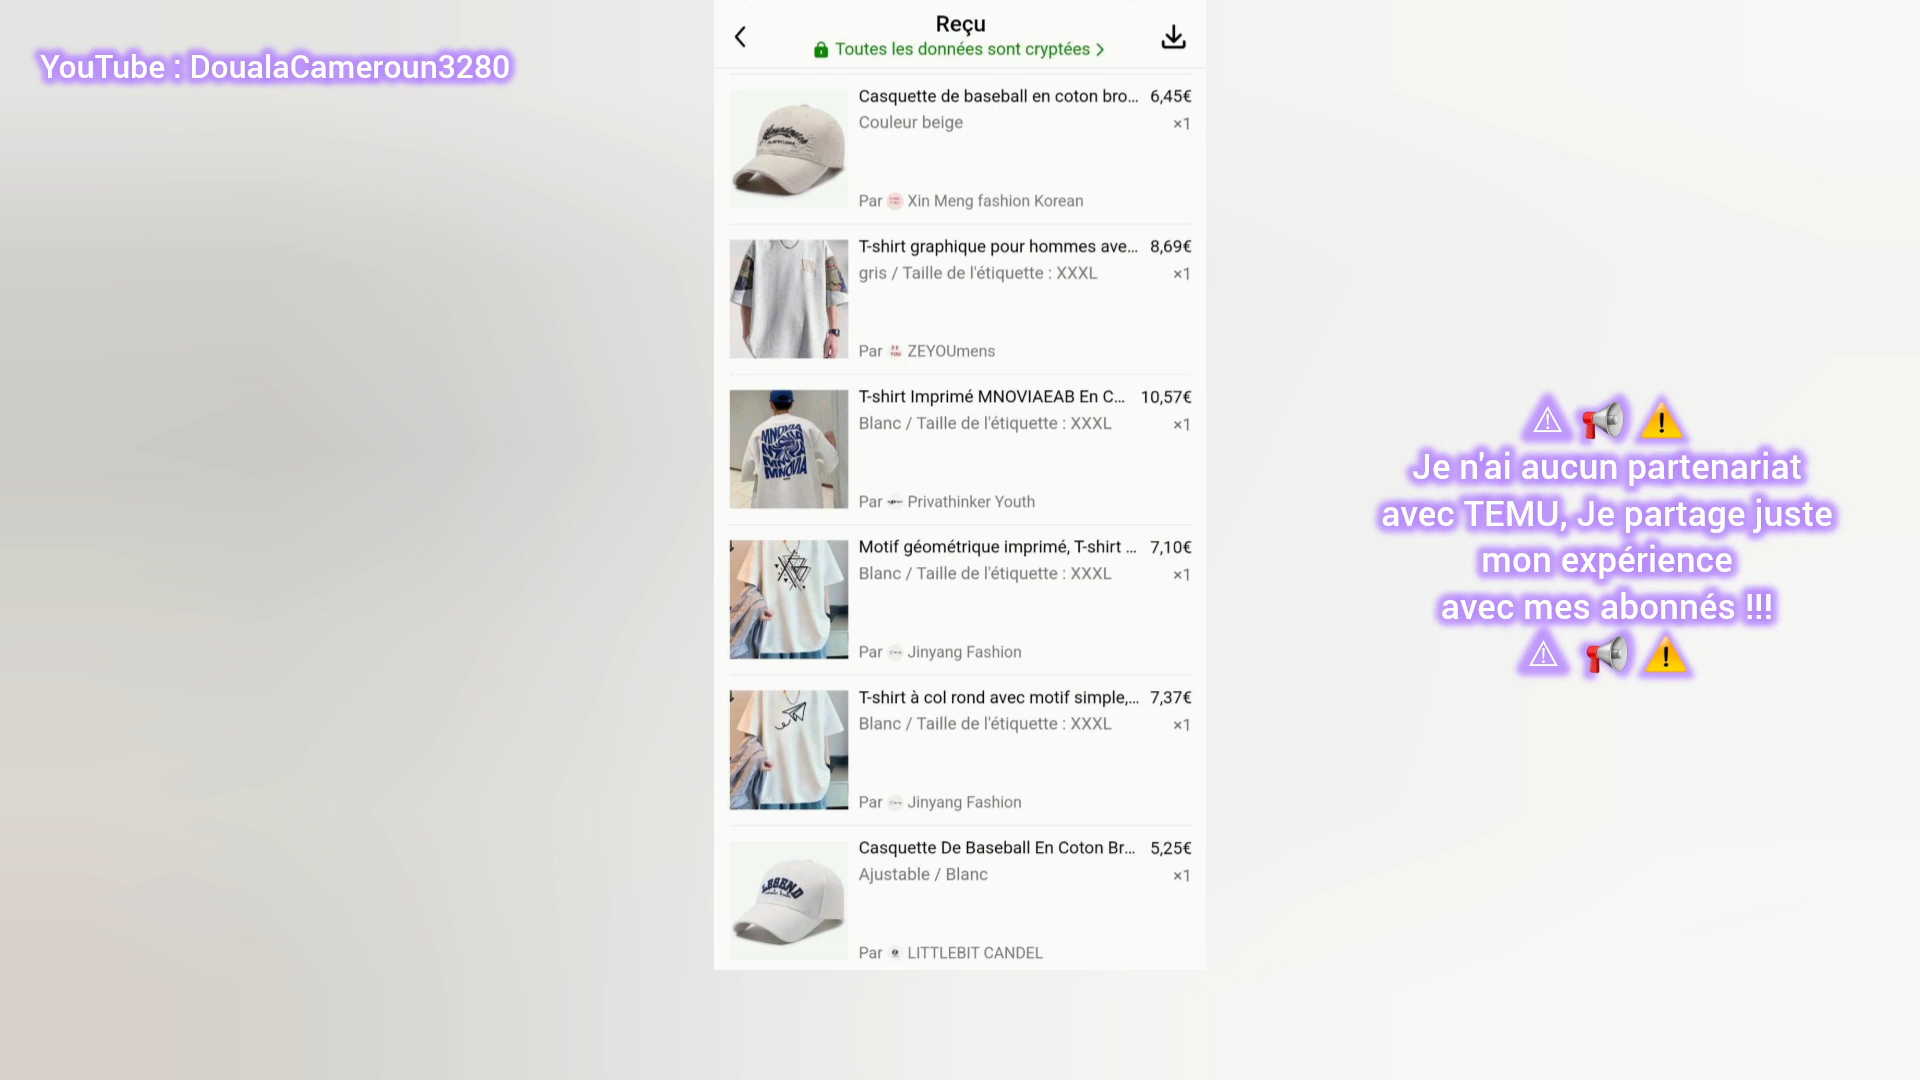 YouTube : DoualaCameroun3280
Reçu
Toutes les données sont cryptées
Casquette de baseball en coton bro... 6,45€
Couleur beige ×1
Par Xin Meng fashion Korean
T-shirt graphique pour hommes ave... 8,69€
gris / Taille de l'étiquette : XXXL ×1
Par ZEYOUmens
T-shirt Imprimé MNOVIAEAB En C... 10,57€
Blanc / Taille de l'étiquette : XXXL ×1
MNOVIA
MNOVIA
Par Privathinker Youth
Motif géométrique imprimé, T-shirt ... 7,10€
Blanc / Taille de l'étiquette : XXXL ×1
Par Jinyang Fashion
T-shirt à col rond avec motif simple,... 7,37€
Blanc / Taille de l'étiquette : XXXL ×1
Par Jinyang Fashion
Casquette De Baseball En Coton Br... 5,25€
Ajustable / Blanc ×1
LEGEND
Par LITTLEBIT CANDEL
Je n'ai aucun partenariat
avec TEMU, Je partage juste
mon expérience
avec mes abonnés !!!